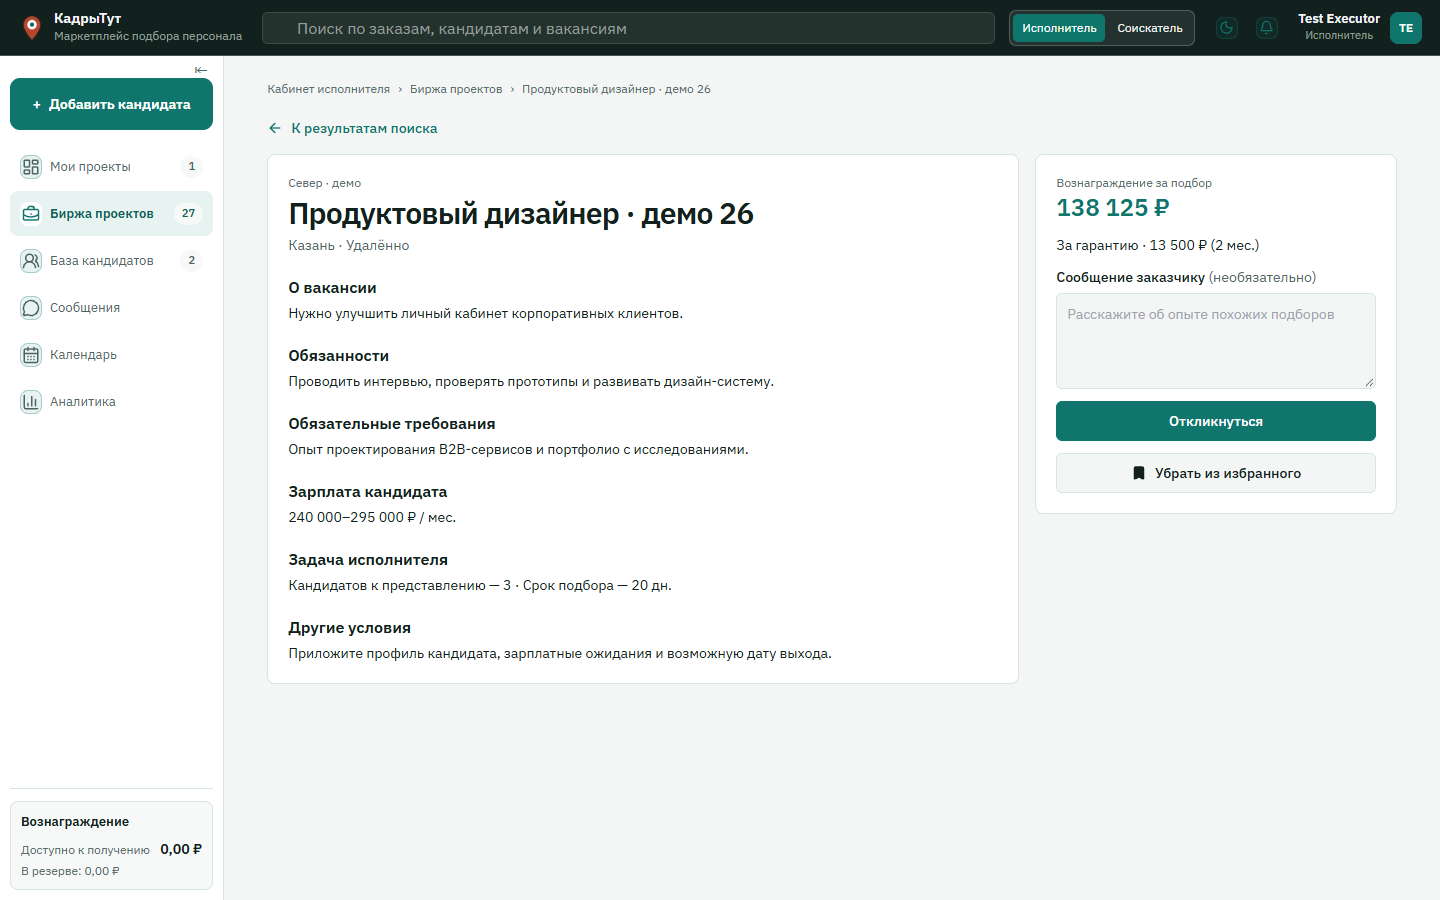 КадрыТут
Маркетплейс подбора персонала
Поиск по заказам, кандидатам и вакансиям
Исполнитель
Соискатель
Test Executor
Исполнитель
TE
+ Добавить кандидата
Мои проекты 1
Биржа проектов 27
База кандидатов 2
Сообщения
Календарь
Аналитика
Вознаграждение
Доступно к получению 0,00 ₽
В резерве: 0,00 ₽
Кабинет исполнителя › Биржа проектов › Продуктовый дизайнер · демо 26
← К результатам поиска
Север · демо
Продуктовый дизайнер · демо 26
Казань · Удалённо
О вакансии
Нужно улучшить личный кабинет корпоративных клиентов.
Обязанности
Проводить интервью, проверять прототипы и развивать дизайн-систему.
Обязательные требования
Опыт проектирования B2B-сервисов и портфолио с исследованиями.
Зарплата кандидата
240 000–295 000 ₽ / мес.
Задача исполнителя
Кандидатов к представлению — 3 · Срок подбора — 20 дн.
Другие условия
Приложите профиль кандидата, зарплатные ожидания и возможную дату выхода.
Вознаграждение за подбор
138 125 ₽
За гарантию · 13 500 ₽ (2 мес.)
Сообщение заказчику (необязательно)
Расскажите об опыте похожих подборов
Откликнуться
Убрать из избранного